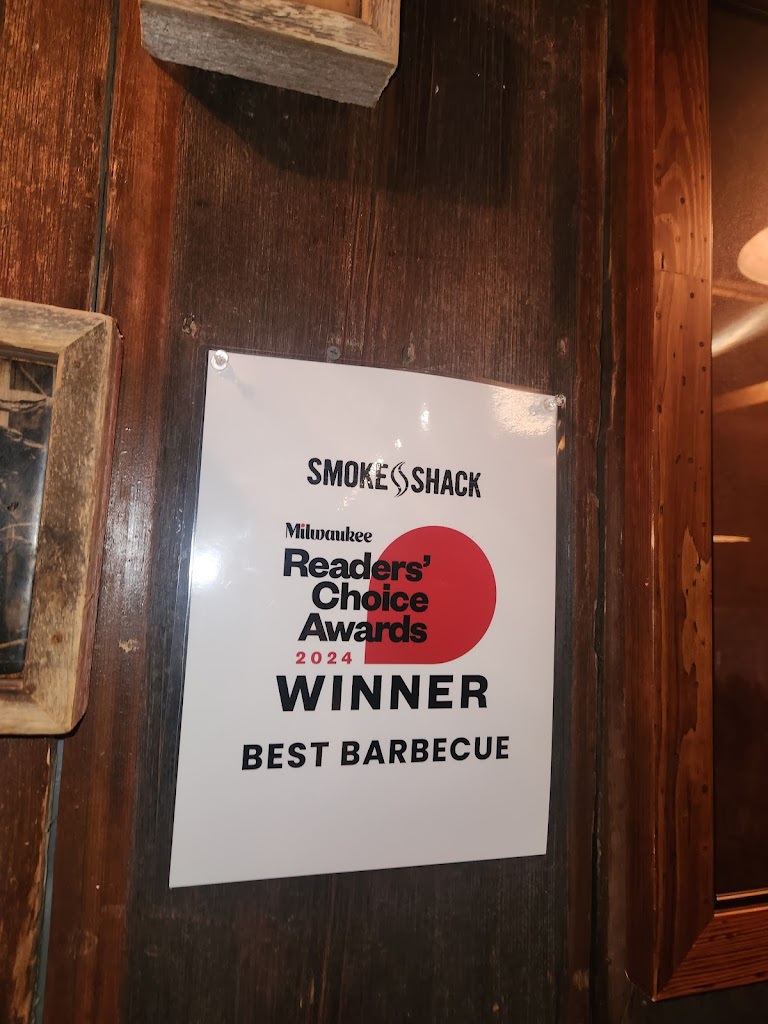 SMOKE SHACK
Milwaukee
Readers'
Choice
Awards
2024
WINNER
BEST BARBECUE